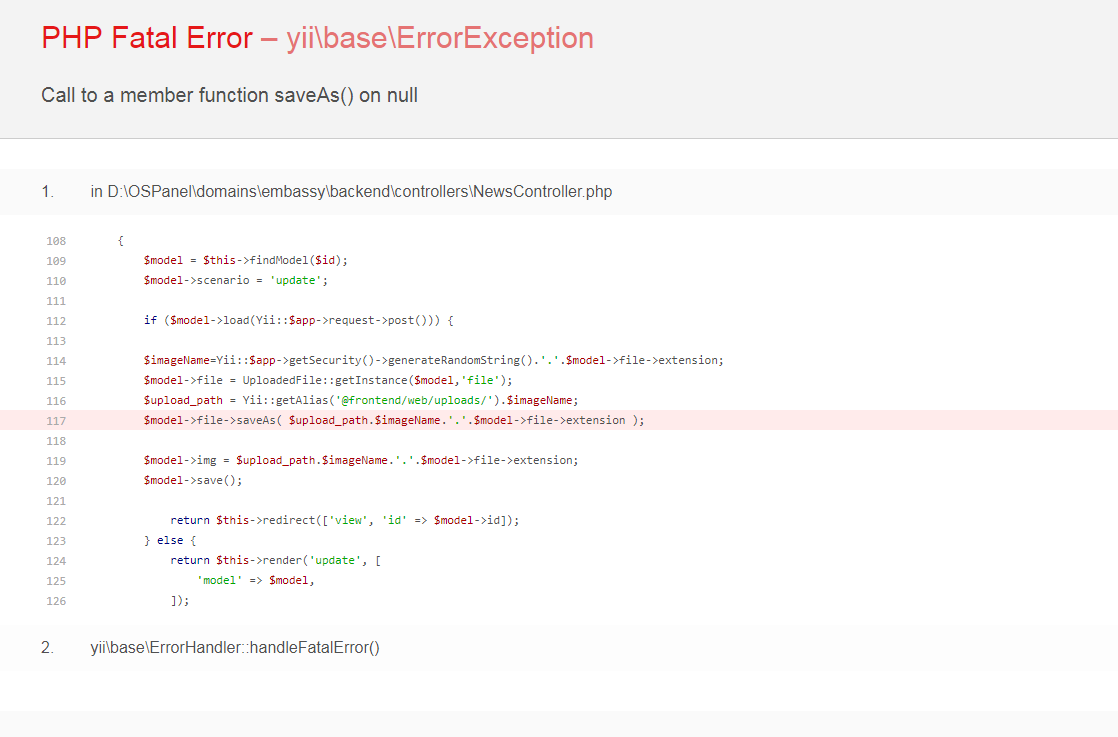 PHP Fatal Error – yii\base\ErrorException
Call to a member function saveAs() on null
1. in D:\OSPanel\domains\embassy\backend\controllers\NewsController.php
108 {
109 $model = $this->findModel($id);
110 $model->scenario = 'update';
111
112 if ($model->load(Yii::$app->request->post())) {
113
114 $imageName=Yii::$app->getSecurity()->generateRandomString().'.'.$model->file->extension;
115 $model->file = UploadedFile::getInstance($model,'file');
116 $upload_path = Yii::getAlias('@frontend/web/uploads/').$imageName;
117 $model->file->saveAs( $upload_path.$imageName.'.'.$model->file->extension );
118
119 $model->img = $upload_path.$imageName.'.'.$model->file->extension;
120 $model->save();
121
122 return $this->redirect(['view', 'id' => $model->id]);
123 } else {
124 return $this->render('update', [
125 'model' => $model,
126 ]);
2. yii\base\ErrorHandler::handleFatalError()